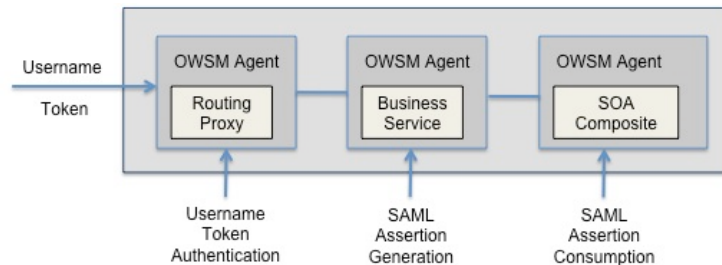 Username
Token
OWSM Agent
Routing
Proxy
OWSM Agent
Business
Service
OWSM Agent
SOA
Composite
Username
Token
Authentication
SAML
Assertion
Generation
SAML
Assertion
Consumption